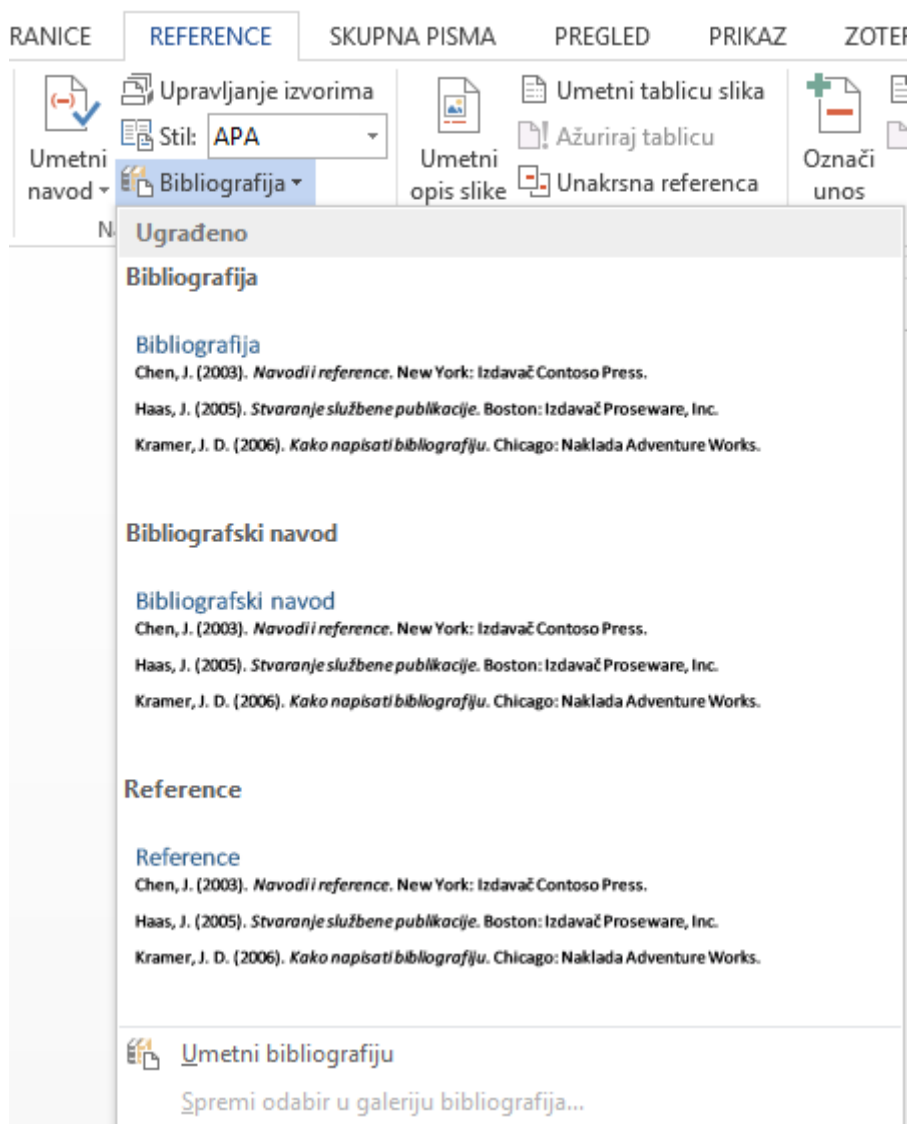 RANICE REFERENCE SKUPNA PISMA PREGLED PRIKAZ ZOTER
Umetni navod
Upravljanje izvorima
Stil: APA
Bibliografija
Umetni opis slike
Umetni tablicu slika
Ažuriraj tablicu
Unakrsna referenca
Označi unos
Na
Ugrađeno
Bibliografija
Bibliografija
Chen, J. (2003). Navodi i reference. New York: Izdavač Contoso Press.
Haas, J. (2005). Stvaranje službene publikacije. Boston: Izdavač Proseware, Inc.
Kramer, J. D. (2006). Kako napisati bibliografiju. Chicago: Naklada Adventure Works.
Bibliografski navod
Bibliografski navod
Chen, J. (2003). Navodi i reference. New York: Izdavač Contoso Press.
Haas, J. (2005). Stvaranje službene publikacije. Boston: Izdavač Proseware, Inc.
Kramer, J. D. (2006). Kako napisati bibliografiju. Chicago: Naklada Adventure Works.
Reference
Reference
Chen, J. (2003). Navodi i reference. New York: Izdavač Contoso Press.
Haas, J. (2005). Stvaranje službene publikacije. Boston: Izdavač Proseware, Inc.
Kramer, J. D. (2006). Kako napisati bibliografiju. Chicago: Naklada Adventure Works.
Umetni bibliografiju
Spremi odabir u galeriju bibliografija...